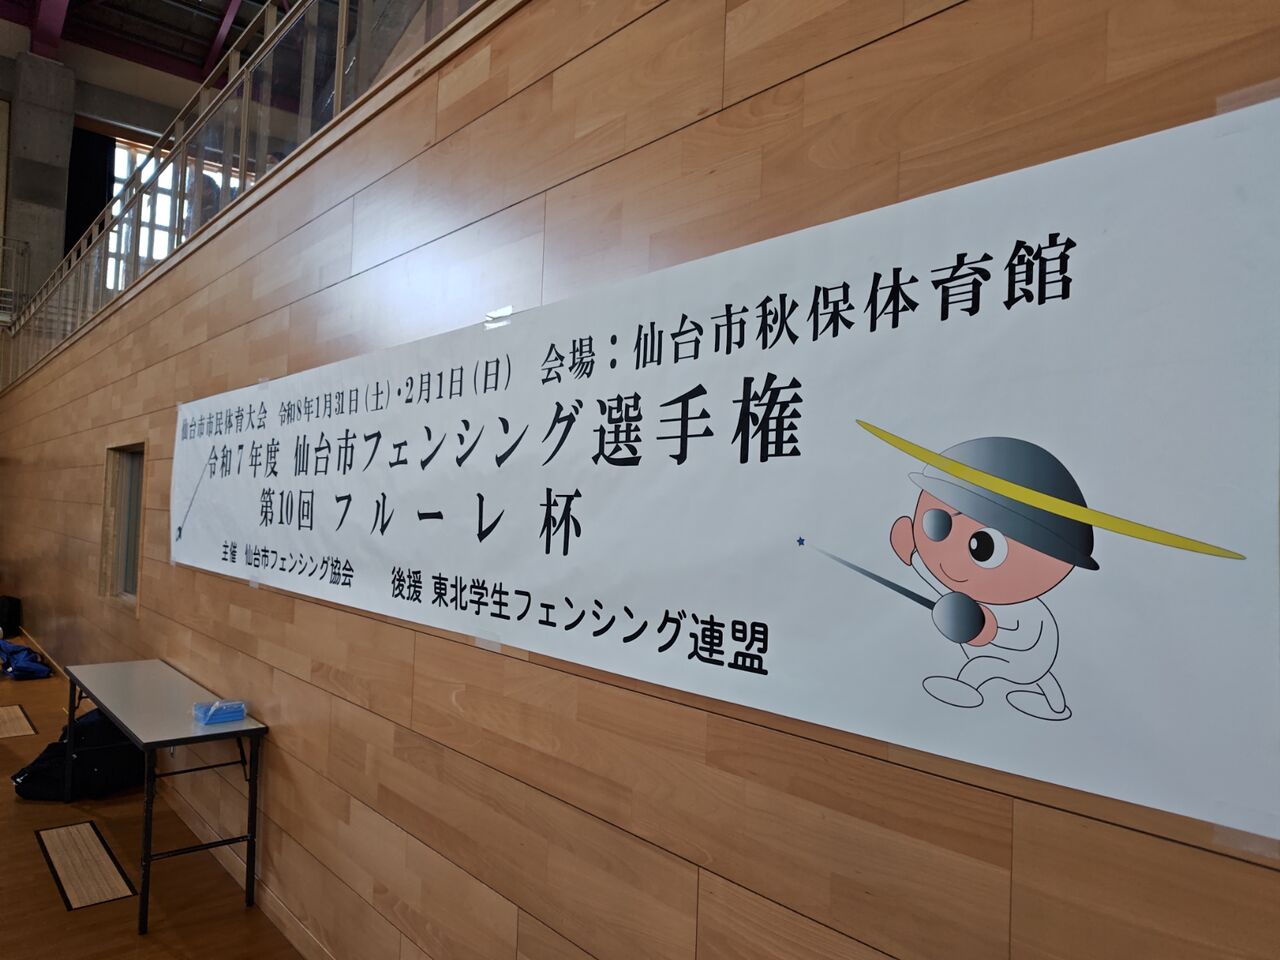 仙台市市民体育大会 令和8年1月31日(土)・2月1日(日) 会場：仙台市秋保体育館
令和7年度 仙台市フェンシング選手権
第10回 フルーレ杯
主催 仙台市フェンシング協会 後援 東北学生フェンシング連盟